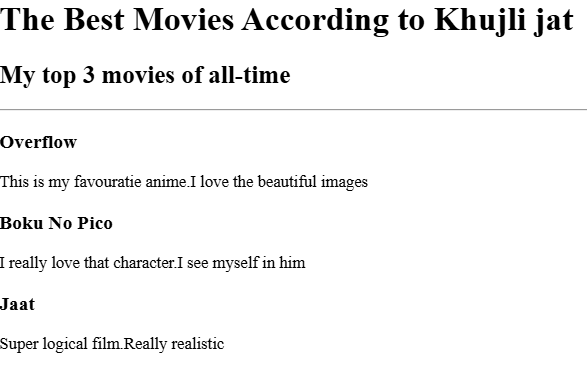 The Best Movies According to Khujli jat
My top 3 movies of all-time
Overflow
This is my favouratie anime.I love the beautiful images
Boku No Pico
I really love that character.I see myself in him
Jaat
Super logical film.Really realistic